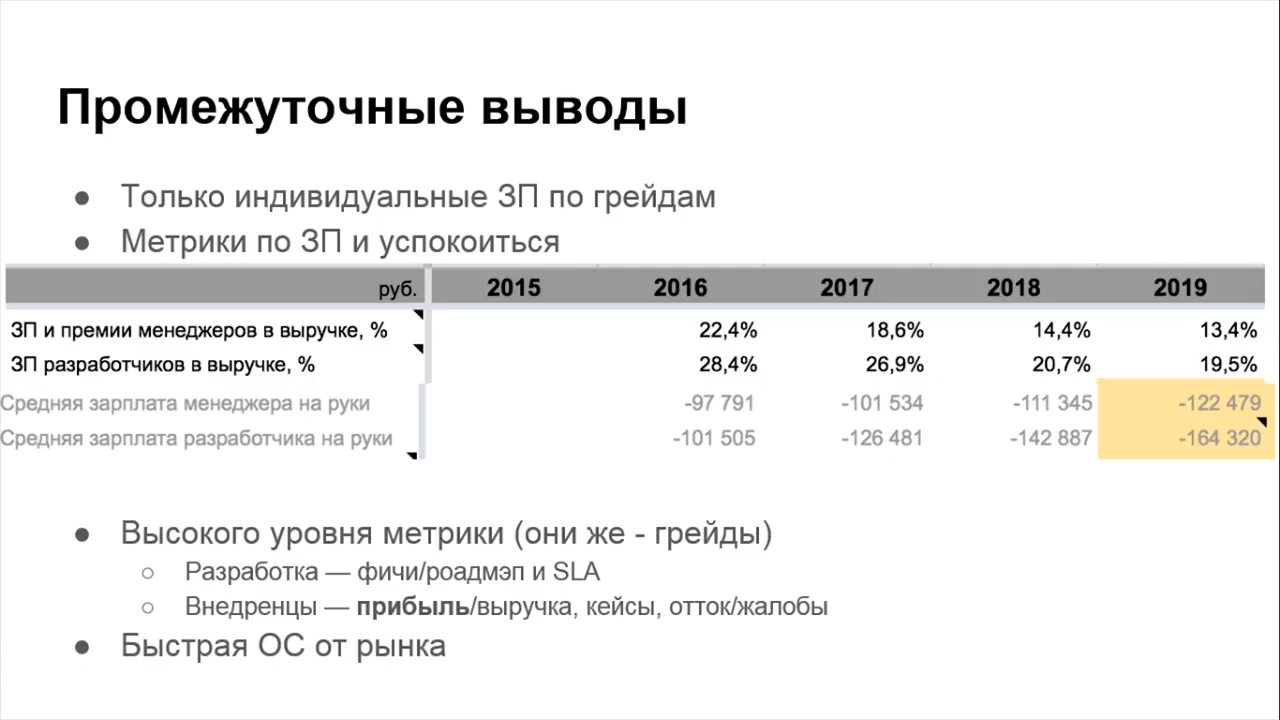 Промежуточные выводы
● Только индивидуальные ЗП по грейдам
● Метрики по ЗП и успокоиться
руб. 2015 2016 2017 2018 2019
ЗП и премии менеджеров в выручке, % 22,4% 18,6% 14,4% 13,4%
ЗП разработчиков в выручке, % 28,4% 26,9% 20,7% 19,5%
Средняя зарплата менеджера на руки -97 791 -101 534 -111 345 -122 479
Средняя зарплата разработчика на руки -101 505 -126 481 -142 887 -164 320
● Высокого уровня метрики (они же - грейды)
○ Разработка — фичи/роадмэп и SLA
○ Внедренцы — прибыль/выручка, кейсы, отток/жалобы
● Быстрая ОС от рынка